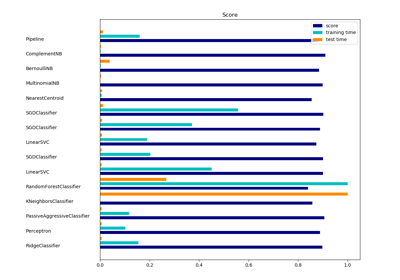 Score
score
training time
test time
Pipeline
ComplementNB
BernoulliNB
MultinomialNB
NearestCentroid
SGDClassifier
SGDClassifier
LinearSVC
SGDClassifier
LinearSVC
RandomForestClassifier
KNeighborsClassifier
PassiveAggressiveClassifier
Perceptron
RidgeClassifier
0.0 0.2 0.4 0.6 0.8 1.0